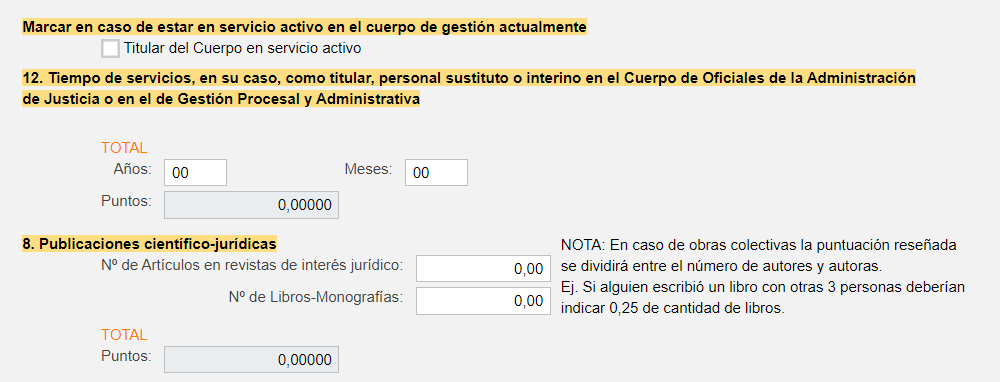 Marcar en caso de estar en servicio activo en el cuerpo de gestión actualmente
Titular del Cuerpo en servicio activo
12. Tiempo de servicios, en su caso, como titular, personal sustituto o interino en el Cuerpo de Oficiales de la Administración
de Justicia o en el de Gestión Procesal y Administrativa
TOTAL
Años: 00 Meses: 00
Puntos: 0,00000
8. Publicaciones científico-jurídicas
Nº de Artículos en revistas de interés jurídico: 0,00
Nº de Libros-Monografías: 0,00
NOTA: En caso de obras colectivas la puntuación reseñada
se dividirá entre el número de autores y autoras.
Ej. Si alguien escribió un libro con otras 3 personas deberían
indicar 0,25 de cantidad de libros.
TOTAL
Puntos: 0,00000